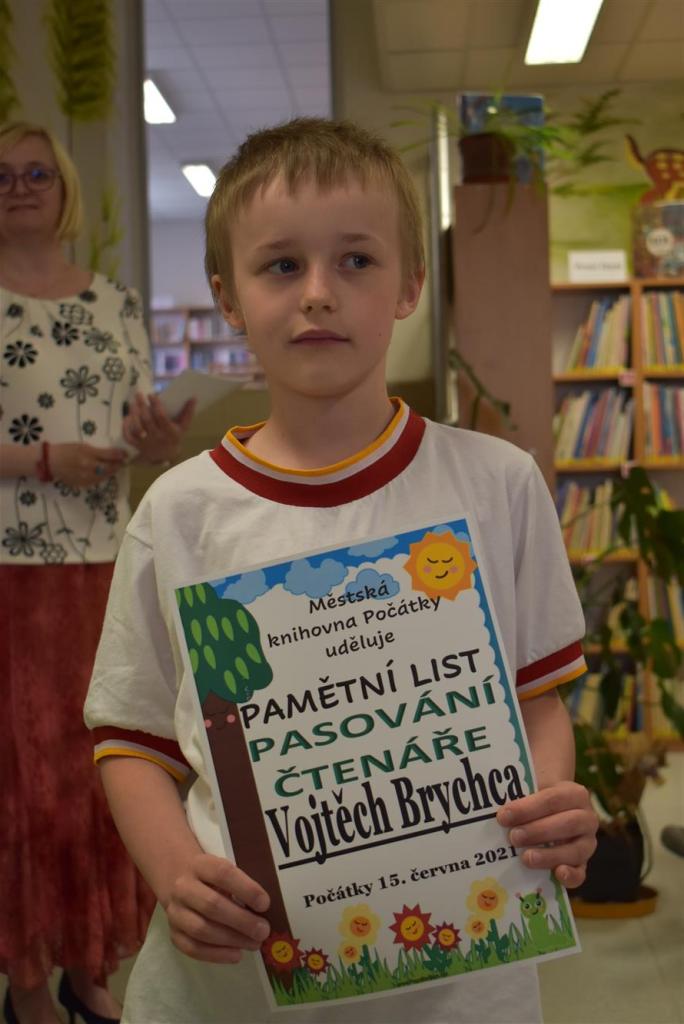 Městská
knihovna Počátky
uděluje
PAMĚTNÍ LIST
PASOVÁNÍ
ČTENÁŘE
Vojtěch Brychca
Počátky 15. června 2021